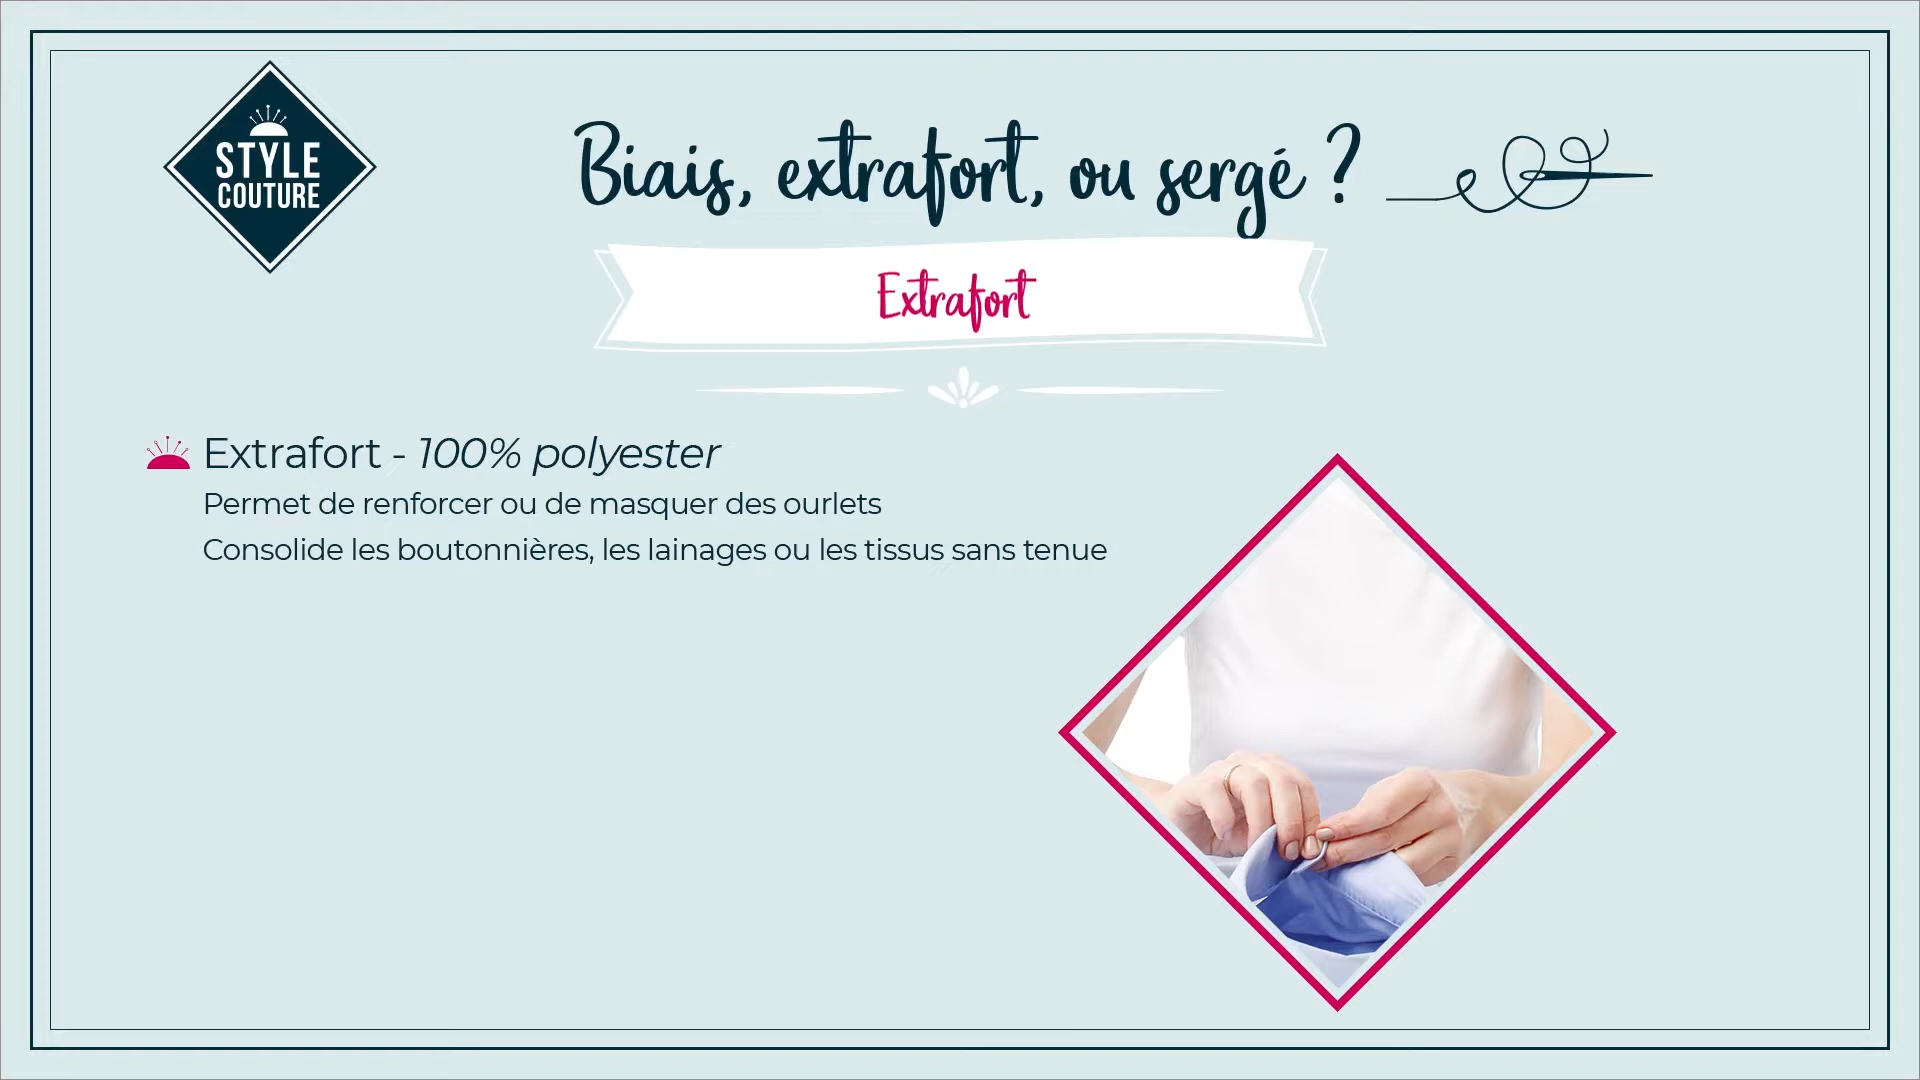 STYLE
COUTURE
Biais, extrafort, ou sergé ?
Extrafort
Extrafort - 100% polyester
Permet de renforcer ou de masquer des ourlets
Consolide les boutonnières, les lainages ou les tissus sans tenue